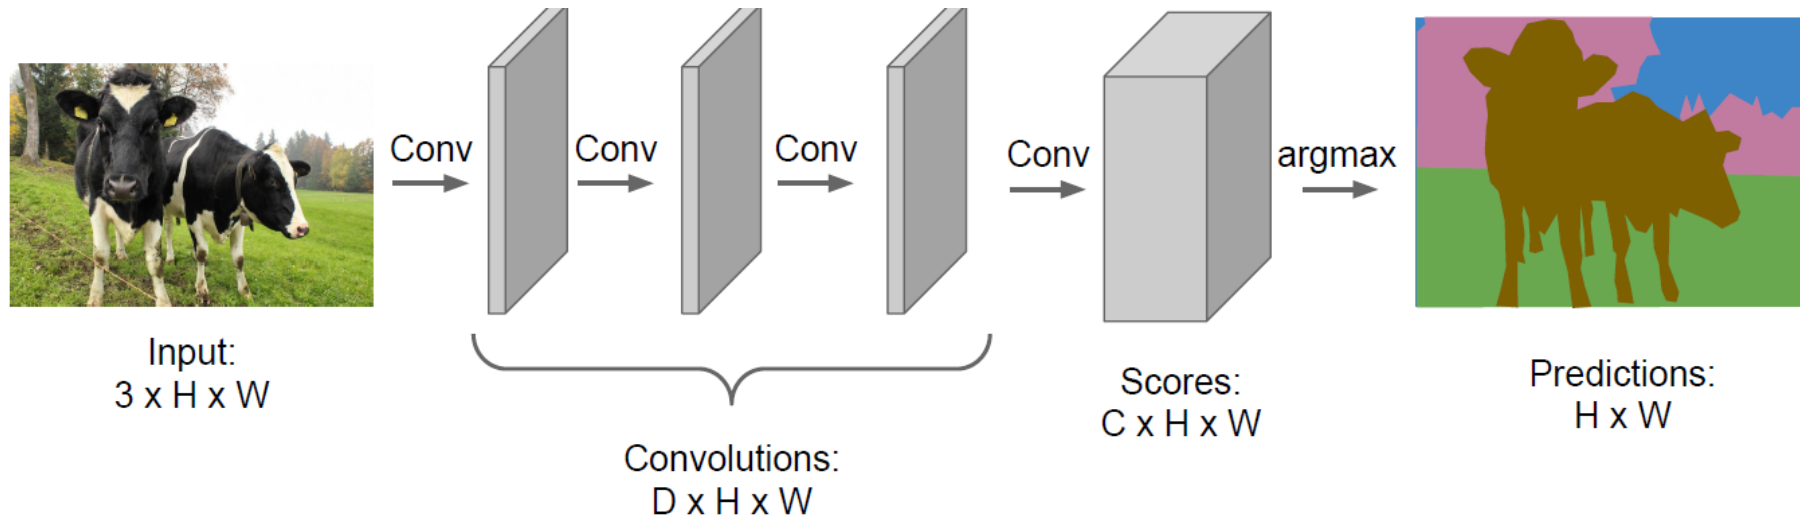 Conv
Conv
Conv
Conv
argmax
Input:
3 x H x W
Convolutions:
D x H x W
Scores:
C x H x W
Predictions:
H x W